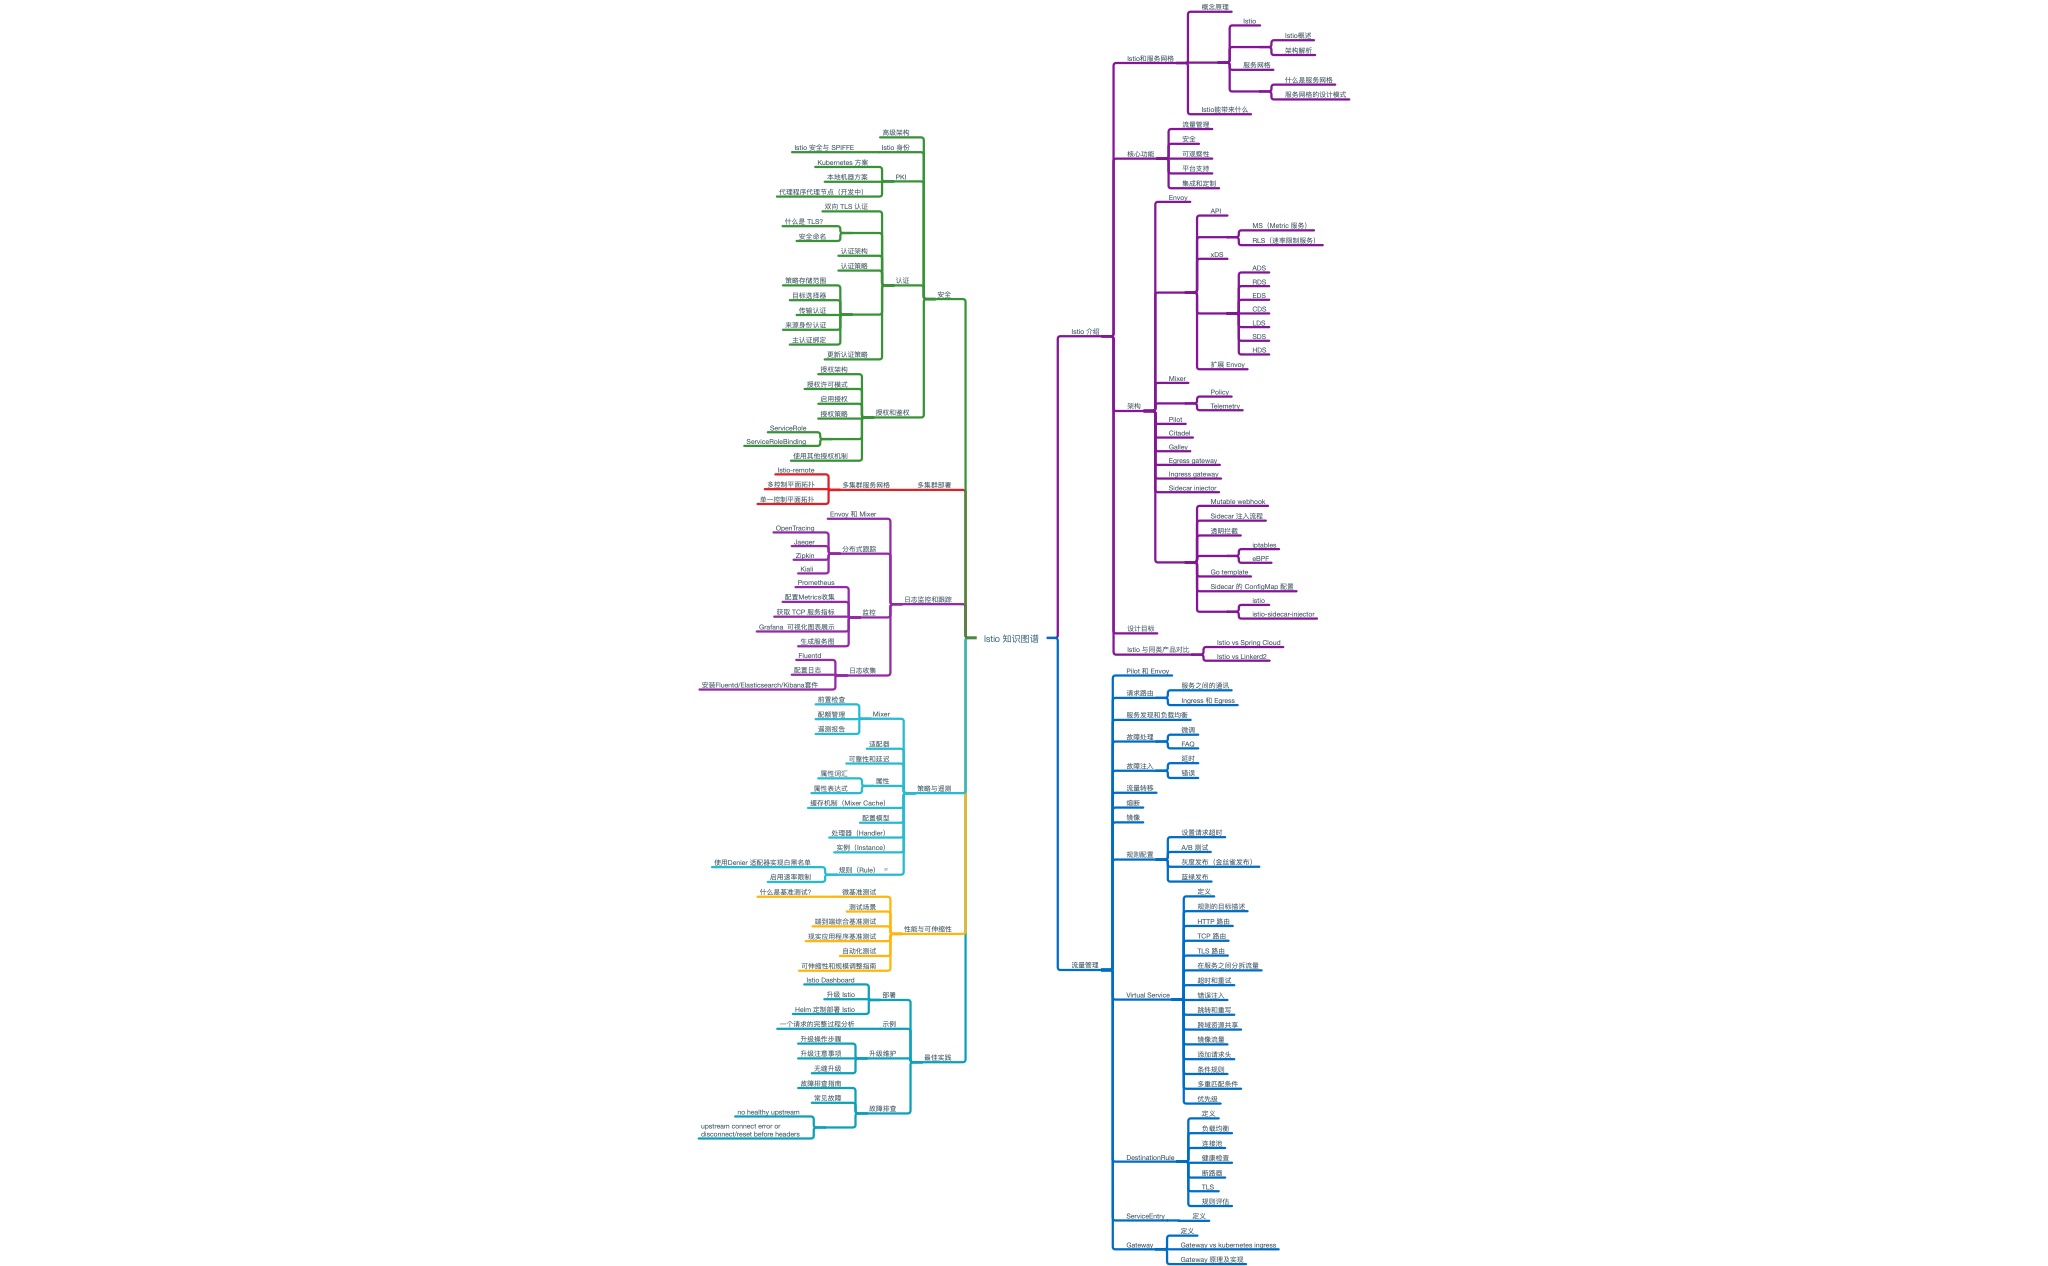 Istio 知识图谱
Istio 介绍
Istio和服务网格
概念原理
Istio
Istio概述
架构解析
服务网格
什么是服务网格
服务网格的设计模式
Istio能带来什么
核心功能
流量管理
安全
可观察性
平台支持
集成和定制
架构
Envoy
API
MS（Metric 服务）
RLS（速率限制服务）
xDS
ADS
RDS
EDS
CDS
LDS
SDS
HDS
扩展 Envoy
Mixer
Policy
Telemetry
Pilot
Citadel
Galley
Egress gateway
Ingress gateway
Sidecar injector
Mutable webhook
Sidecar 注入流程
透明拦截
iptables
eBPF
Go template
Sidecar 的 ConfigMap 配置
istio
istio-sidecar-injector
设计目标
Istio 与同类产品对比
Istio vs Spring Cloud
Istio vs Linkerd2
流量管理
Pilot 和 Envoy
请求路由
服务之间的通讯
Ingress 和 Egress
服务发现和负载均衡
故障处理
微调
FAQ
故障注入
延时
错误
流量转移
熔断
镜像
规则配置
设置请求超时
A/B 测试
灰度发布（金丝雀发布）
蓝绿发布
Virtual Service
定义
规则的目标描述
HTTP 路由
TCP 路由
TLS 路由
在服务之间分拆流量
超时和重试
错误注入
跳转和重写
跨域资源共享
镜像流量
添加请求头
条件规则
多重匹配条件
优先级
DestinationRule
定义
负载均衡
连接池
健康检查
断路器
TLS
规则评估
ServiceEntry
定义
Gateway
定义
Gateway vs kubernetes ingress
Gateway 原理及实现
安全
高级架构
Istio 身份
Istio 安全与 SPIFFE
PKI
Kubernetes 方案
本地机器方案
代理程序代理节点（开发中）
认证
双向 TLS 认证
什么是 TLS?
安全命名
认证架构
认证策略
策略存储范围
目标选择器
传输认证
来源身份认证
主认证绑定
更新认证策略
授权和鉴权
授权架构
授权许可模式
启用授权
授权策略
ServiceRole
ServiceRoleBinding
使用其他授权机制
多集群部署
多集群服务网格
Istio-remote
多控制平面拓扑
单一控制平面拓扑
日志监控和跟踪
Envoy 和 Mixer
分布式跟踪
OpenTracing
Jaeger
Zipkin
Kiali
监控
Prometheus
配置Metrics收集
获取 TCP 服务指标
Grafana 可视化图表展示
生成服务图
日志收集
Fluentd
配置日志
安装Fluentd/Elasticsearch/Kibana套件
策略与遥测
Mixer
前置检查
配额管理
遥测报告
适配器
可靠性和延迟
属性
属性词汇
属性表达式
缓存机制（Mixer Cache）
配置模型
处理器（Handler）
实例（Instance）
规则（Rule）
使用Denier 适配器实现白黑名单
启用速率限制
性能与可伸缩性
微基准测试
什么是基准测试?
测试场景
端到端综合基准测试
现实应用程序基准测试
自动化测试
可伸缩性和规模调整指南
最佳实践
部署
Istio Dashboard
升级 Istio
Helm 定制部署 Istio
示例
一个请求的完整过程分析
升级维护
升级操作步骤
升级注意事项
无缝升级
故障排查
故障排查指南
常见故障
no healthy upstream
upstream connect error or
disconnect/reset before headers